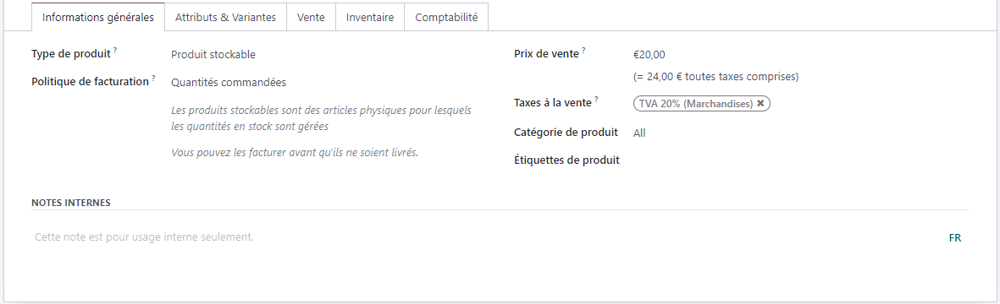 Informations générales Attributs & Variantes Vente Inventaire Comptabilité
Type de produit ? Produit stockable
Politique de facturation ? Quantités commandées
Les produits stockables sont des articles physiques pour lesquels
les quantités en stock sont gérées
Vous pouvez les facturer avant qu'ils ne soient livrés.
Prix de vente ? €20,00
(= 24,00 € toutes taxes comprises)
Taxes à la vente ? TVA 20% (Marchandises) ✖
Catégorie de produit All
Étiquettes de produit
NOTES INTERNES
Cette note est pour usage interne seulement. FR